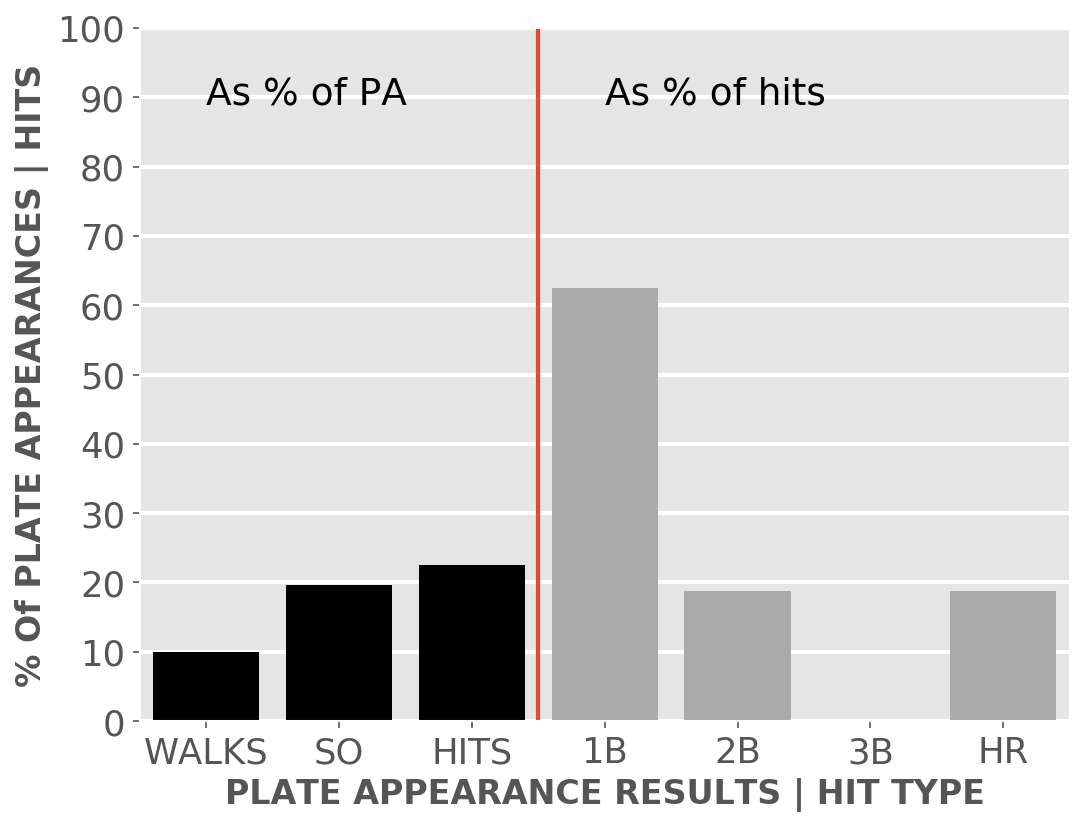 100
90
80
70
60
50
40
30
20
10
0
% Of PLATE APPEARANCES | HITS
As % of PA
As % of hits
WALKS SO HITS 1B 2B 3B HR
PLATE APPEARANCE RESULTS | HIT TYPE